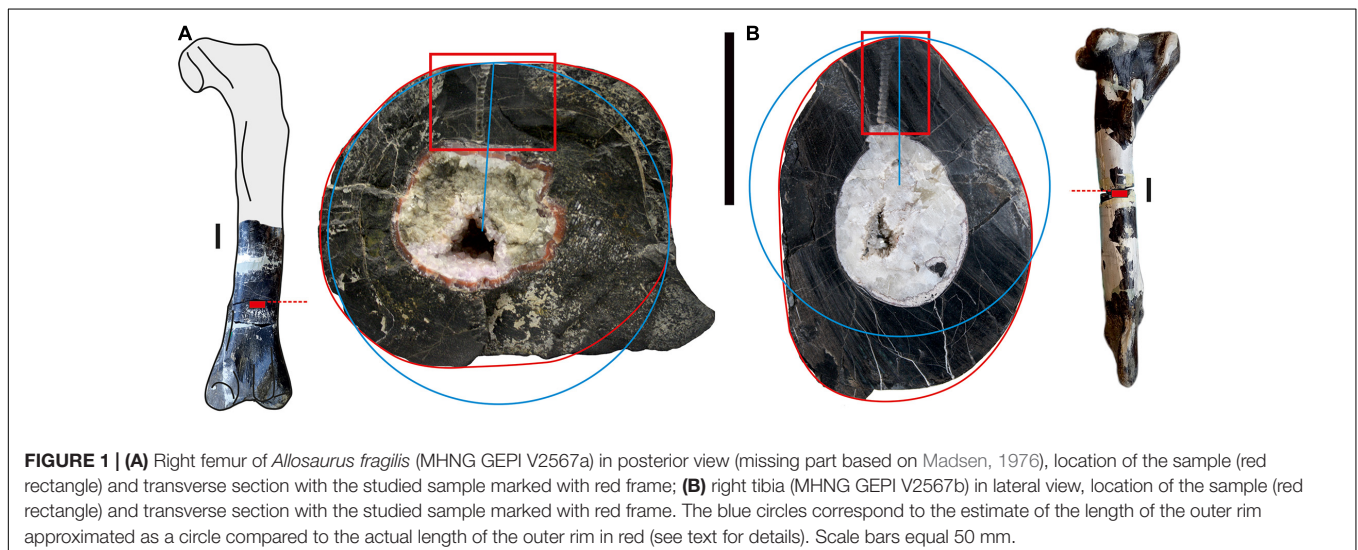 A
B
FIGURE 1 | (A) Right femur of Allosaurus fragilis (MHNG GEPI V2567a) in posterior view (missing part based on Madsen, 1976), location of the sample (red
rectangle) and transverse section with the studied sample marked with red frame; (B) right tibia (MHNG GEPI V2567b) in lateral view, location of the sample (red
rectangle) and transverse section with the studied sample marked with red frame. The blue circles correspond to the estimate of the length of the outer rim
approximated as a circle compared to the actual length of the outer rim in red (see text for details). Scale bars equal 50 mm.